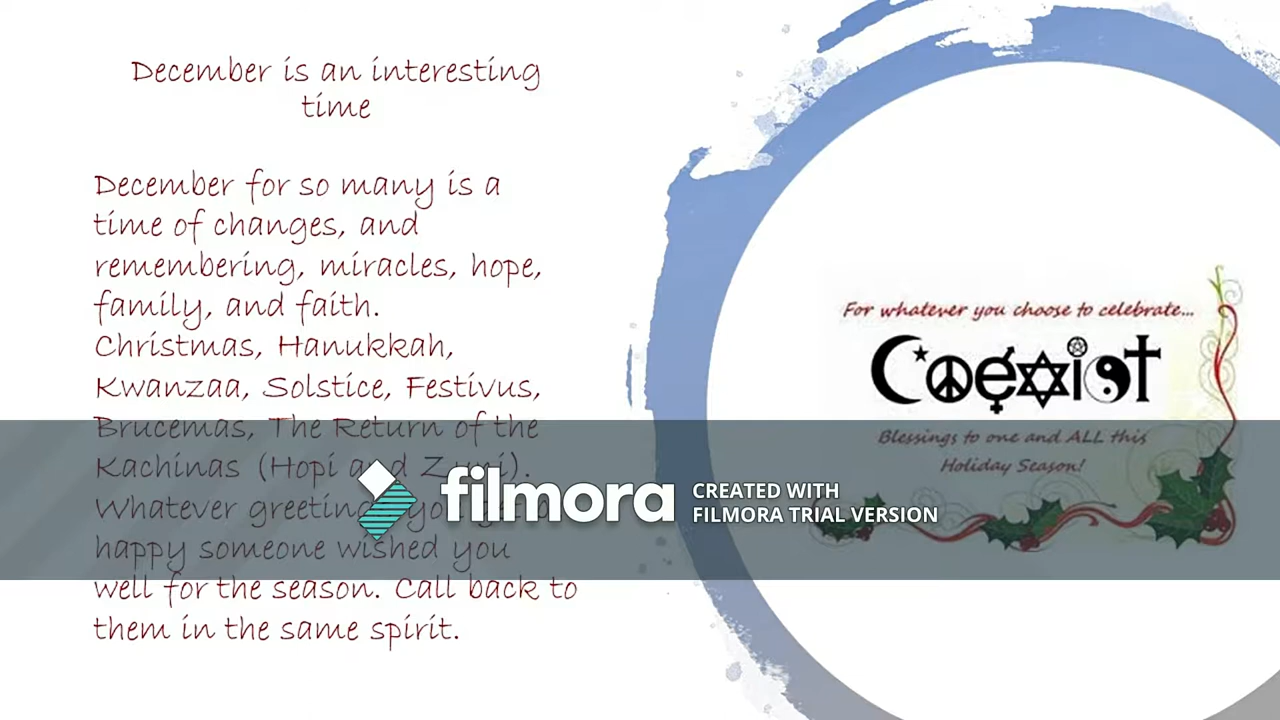 December is an interesting
time
December for so many is a
time of changes, and
remembering, miracles, hope,
family, and faith.
Christmas, Hanukkah,
Kwanzaa, Solstice, Festivus,
Brucemas, The Return of the
Kachinas (Hopi and Zuni).
Whatever greeting
happy someone wished you
well for the season. Call back to
them in the same spirit.
For whatever you choose to celebrate...
Coexist
Blessings to one and ALL this
Holiday Season!
filmora
CREATED WITH
FILMORA TRIAL VERSION